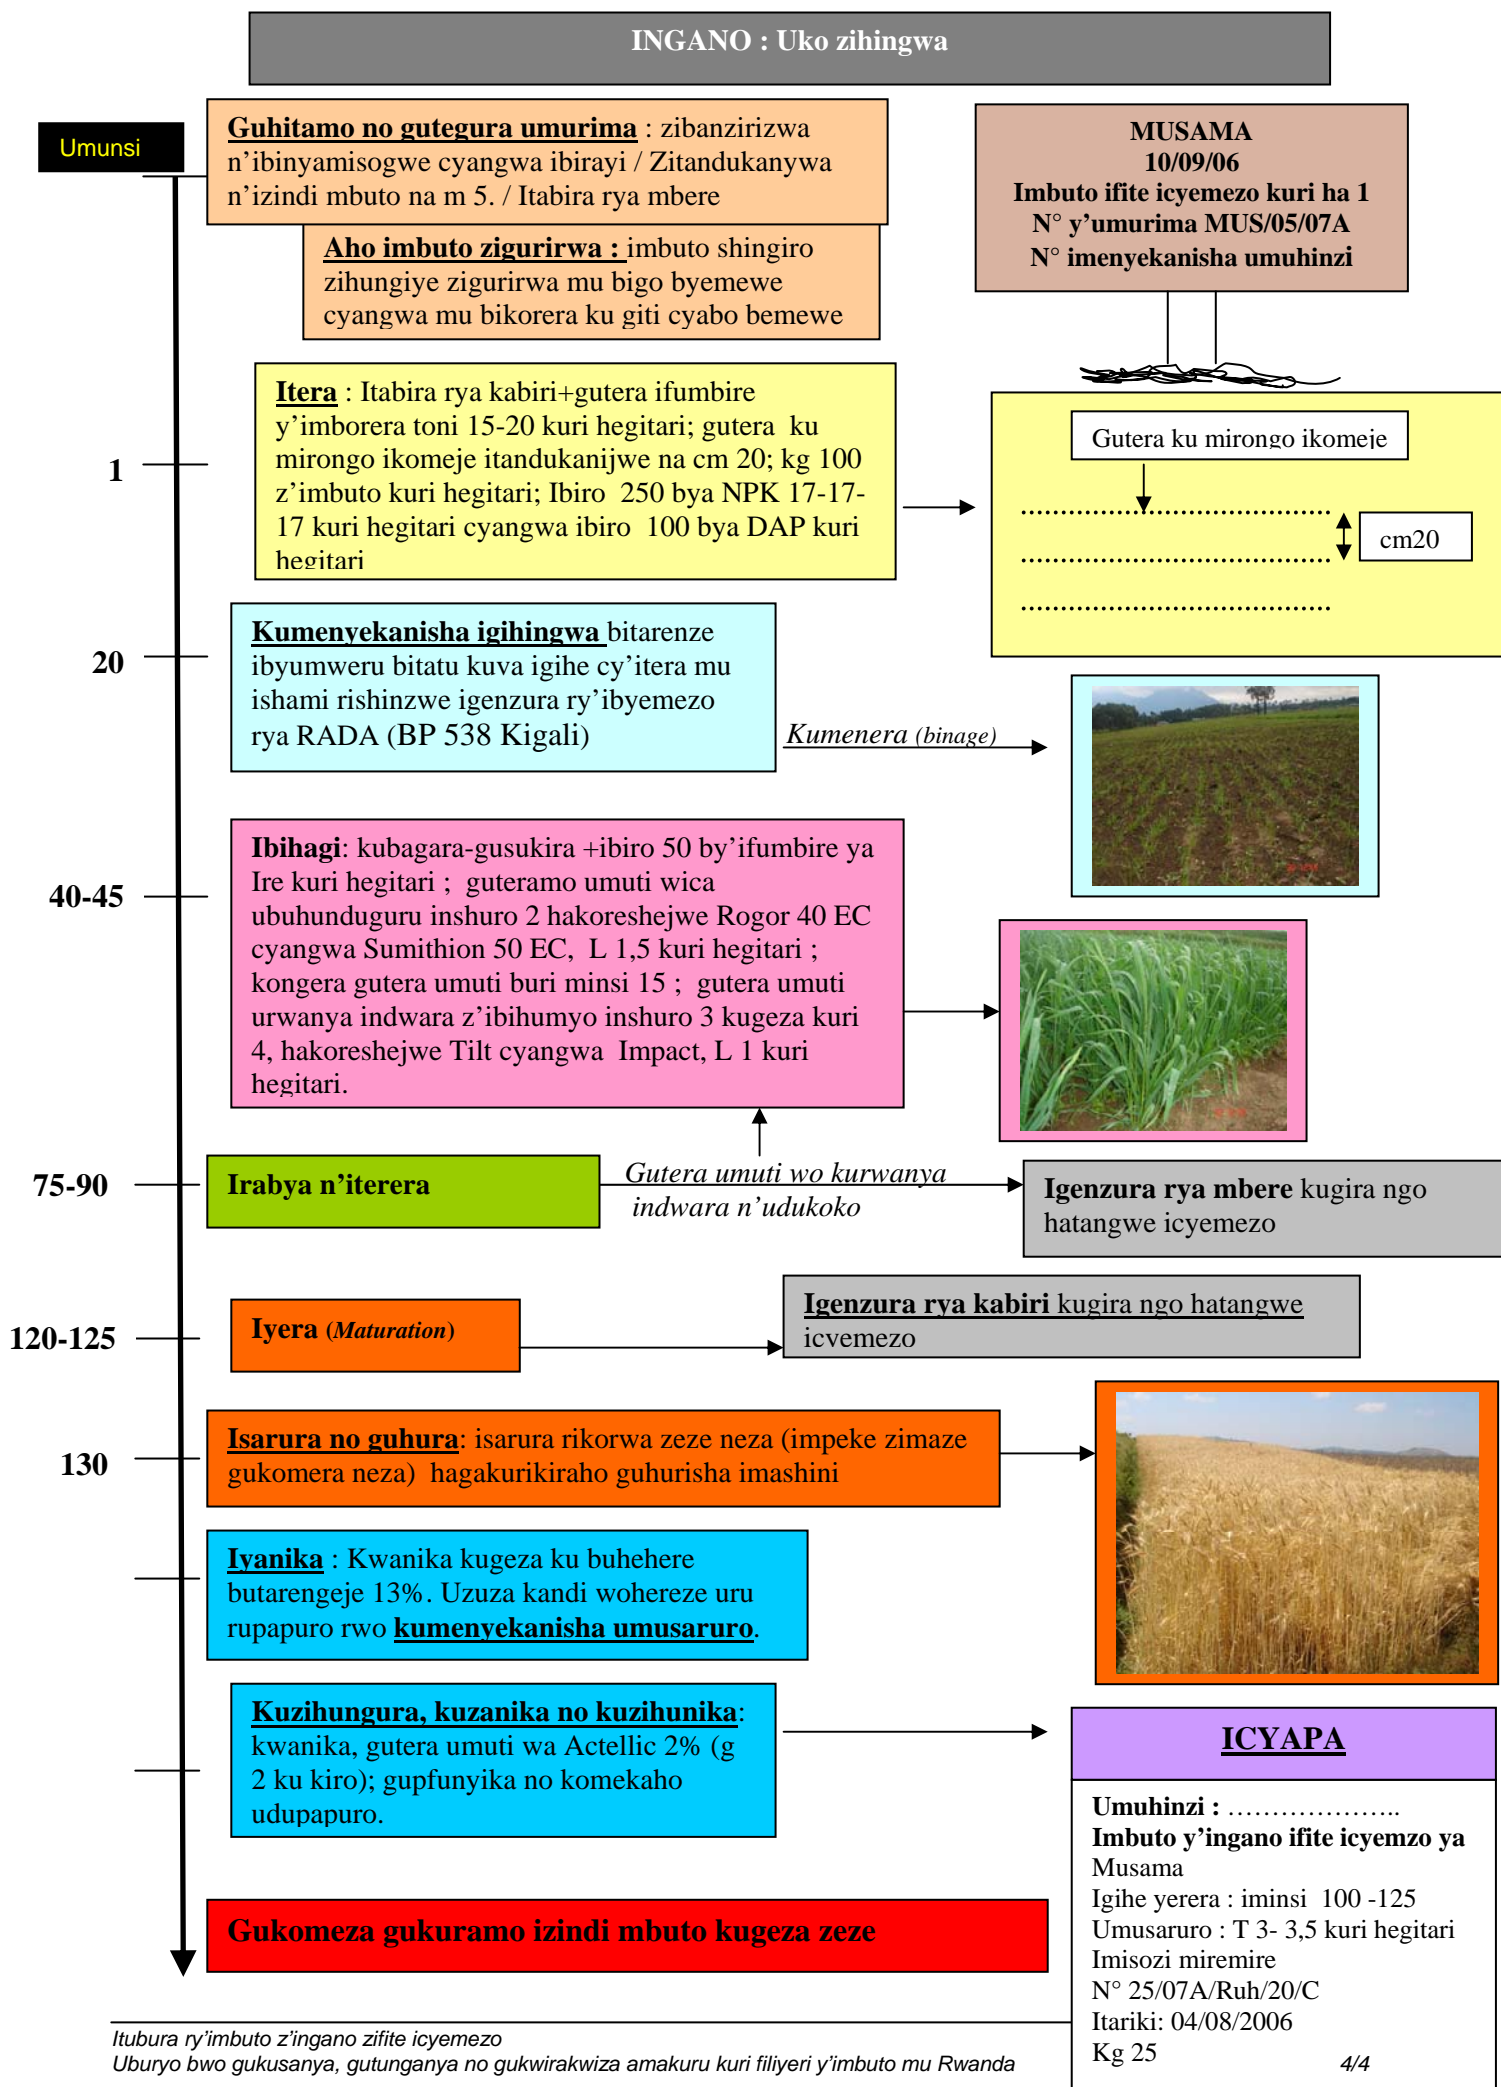 INGANO : Uko zihingwa
Umunsi
Guhitamo no gutegura umurima : zibanzirizwa
n’ibinyamisogwe cyangwa ibirayi / Zitandukanywa
n’izindi mbuto na m 5. / Itabira rya mbere
MUSAMA
10/09/06
Imbuto ifite icyemezo kuri ha 1
N° y’umurima MUS/05/07A
N° imenyekanisha umuhinzi
Aho imbuto zigurirwa : imbuto shingiro
zihungiye zigurirwa mu bigo byemewe
cyangwa mu bikorera ku giti cyabo bemewe
1
Itera : Itabira rya kabiri+gutera ifumbire
y’imborera toni 15-20 kuri hegitari; gutera ku
mirongo ikomeje itandukanijwe na cm 20; kg 100
z’imbuto kuri hegitari; Ibiro 250 bya NPK 17-17-
17 kuri hegitari cyangwa ibiro 100 bya DAP kuri
hegitari
Gutera ku mirongo ikomeje
cm20
20
Kumenyekanisha igihingwa bitarenze
ibyumweru bitatu kuva igihe cy’itera mu
ishami rishinzwe igenzura ry’ibyemezo
rya RADA (BP 538 Kigali)
Kumenera (binage)
40-45
Ibihagi: kubagara-gusukira +ibiro 50 by’ifumbire ya
Ire kuri hegitari ; guteramo umuti wica
ubuhunduguru inshuro 2 hakoreshejwe Rogor 40 EC
cyangwa Sumithion 50 EC, L 1,5 kuri hegitari ;
kongera gutera umuti buri minsi 15 ; gutera umuti
urwanya indwara z’ibihumyo inshuro 3 kugeza kuri
4, hakoreshejwe Tilt cyangwa Impact, L 1 kuri
hegitari.
75-90
Irabya n’iterera
Gutera umuti wo kurwanya
indwara n’udukoko
Igenzura rya mbere kugira ngo
hatangwe icyemezo
120-125
Iyera (Maturation)
Igenzura rya kabiri kugira ngo hatangwe
icyemezo
130
Isarura no guhura: isarura rikorwa zeze neza (impeke zimaze
gukomera neza) hagakurikiraho guhurisha imashini
Iyanika : Kwanika kugeza ku buhehere
butarengeje 13%. Uzuza kandi wohereze uru
rupapuro rwo kumenyekanisha umusaruro.
Kuzihungura, kuzanika no kuzihunika:
kwanika, gutera umuti wa Actellic 2% (g
2 ku kiro); gupfunyika no komekaho
udupapuro.
ICYAPA
Umuhinzi : ………………..
Imbuto y’ingano ifite icyemzo ya
Musama
Igihe yerera : iminsi 100 -125
Umusaruro : T 3- 3,5 kuri hegitari
Imisozi miremire
N° 25/07A/Ruh/20/C
Itariki: 04/08/2006
Kg 25
Gukomeza gukuramo izindi mbuto kugeza zeze
Itubura ry’imbuto z’ingano zifite icyemezo
Uburyo bwo gukusanya, gutunganya no gukwirakwiza amakuru kuri filiyeri y’imbuto mu Rwanda
4/4